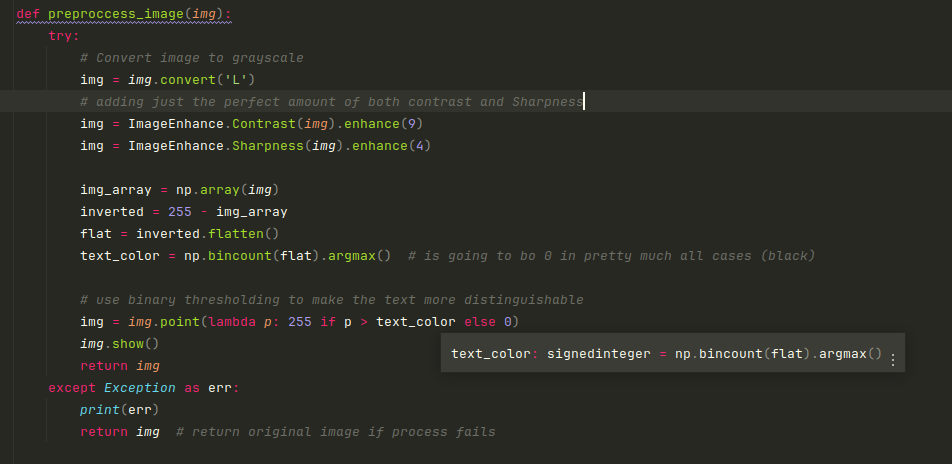 def preproccess_image(img):
    try:
        # Convert image to grayscale
        img = img.convert('L')
        # adding just the perfect amount of both contrast and Sharpness
        img = ImageEnhance.Contrast(img).enhance(9)
        img = ImageEnhance.Sharpness(img).enhance(4)
        img_array = np.array(img)
        inverted = 255 - img_array
        flat = inverted.flatten()
        text_color = np.bincount(flat).argmax()  # is going to bo 0 in pretty much all cases (black)
        # use binary thresholding to make the text more distinguishable
        img = img.point(lambda p: 255 if p > text_color else 0)
        img.show()
text_color: signedinteger = np.bincount(flat).argmax()
        return img
    except Exception as err:
        print(err)
        return img  # return original image if process fails